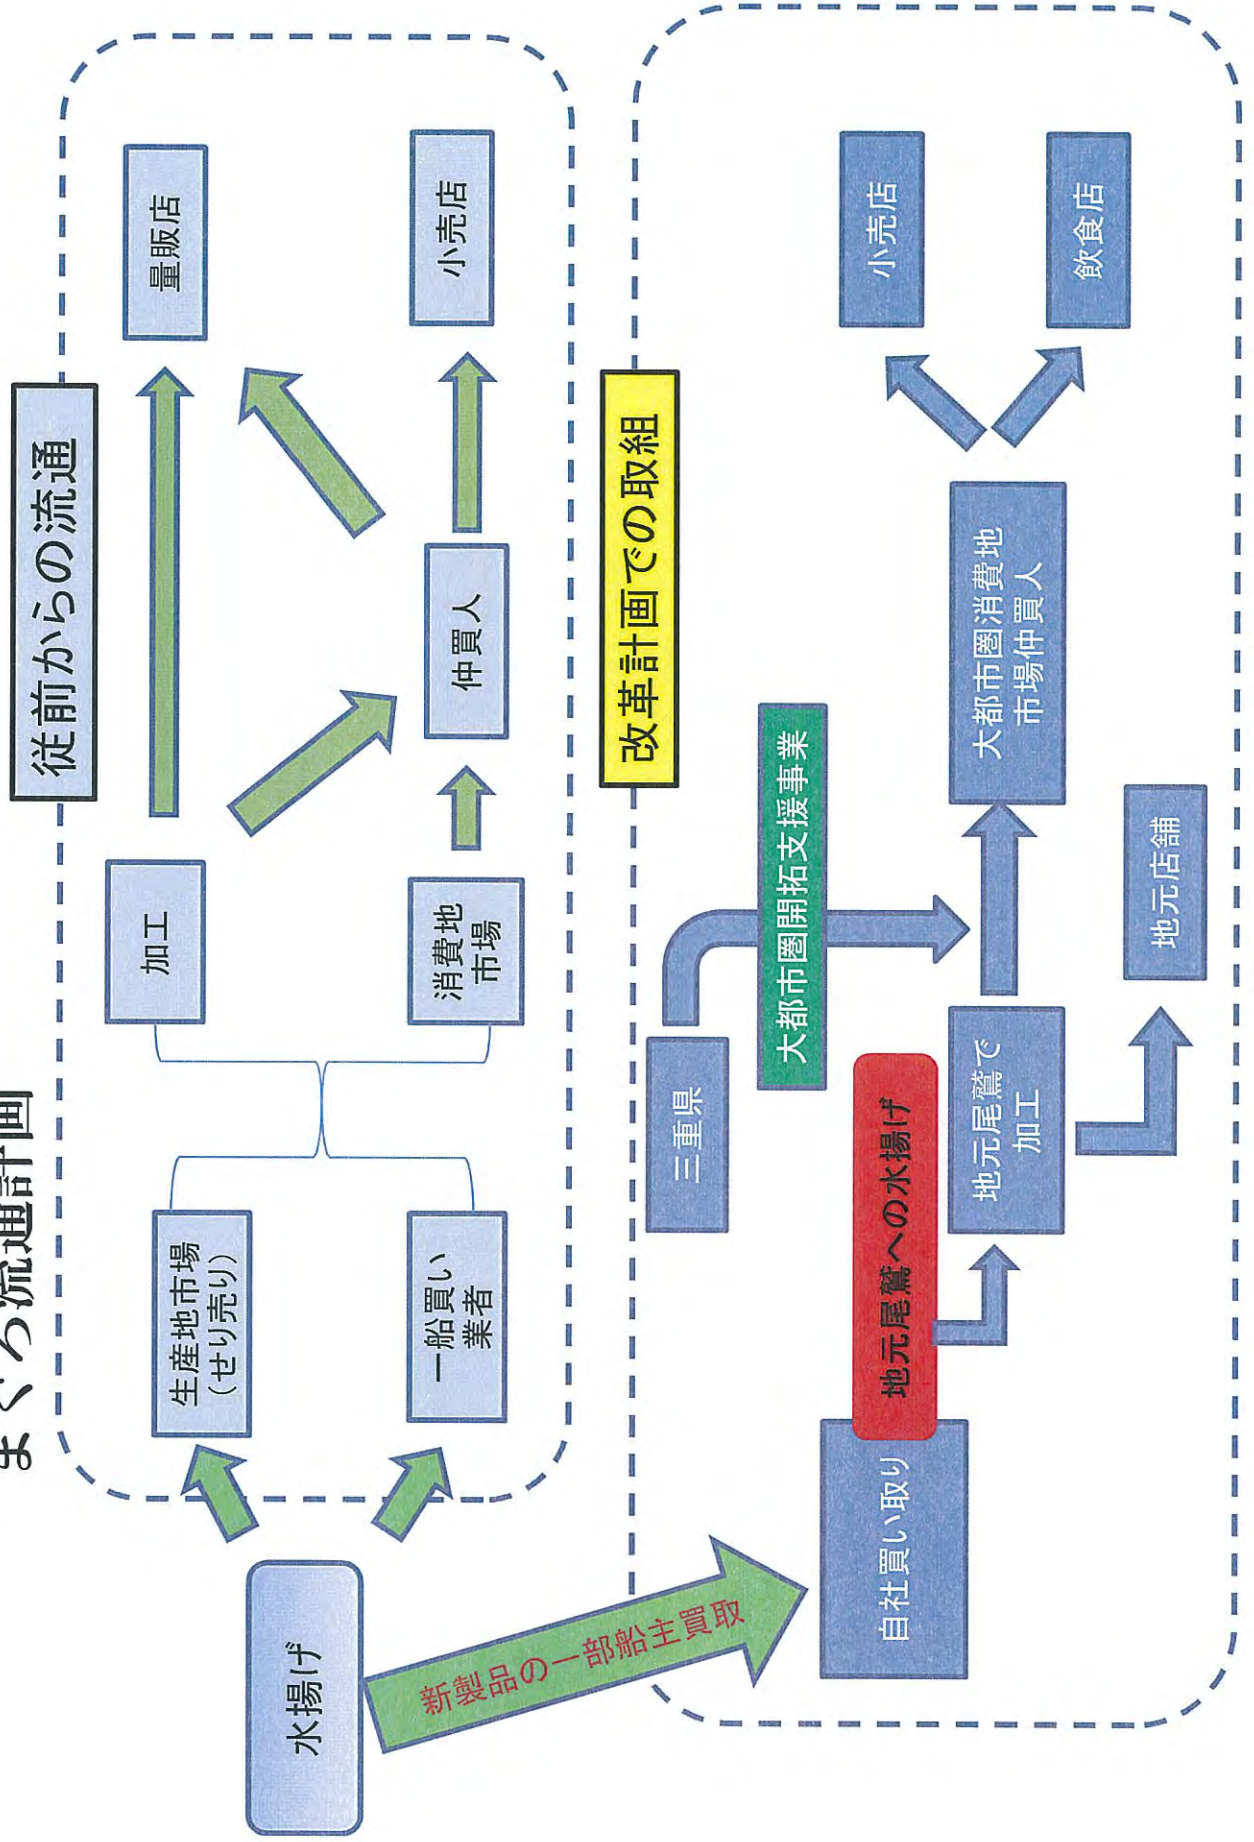 まぐろ流通計画
従前からの流通
水揚げ
生産地市場
(せり売り)
一船買い
業者
加工
消費地
市場
仲買人
量販店
小売店
改革計画での取組
新製品の一部船主買取
自社買い取り
地元尾鷲への水揚げ
三重県
大都市圏開拓支援事業
地元尾鷲で
加工
地元店舗
大都市圏消費地
市場仲買人
小売店
飲食店